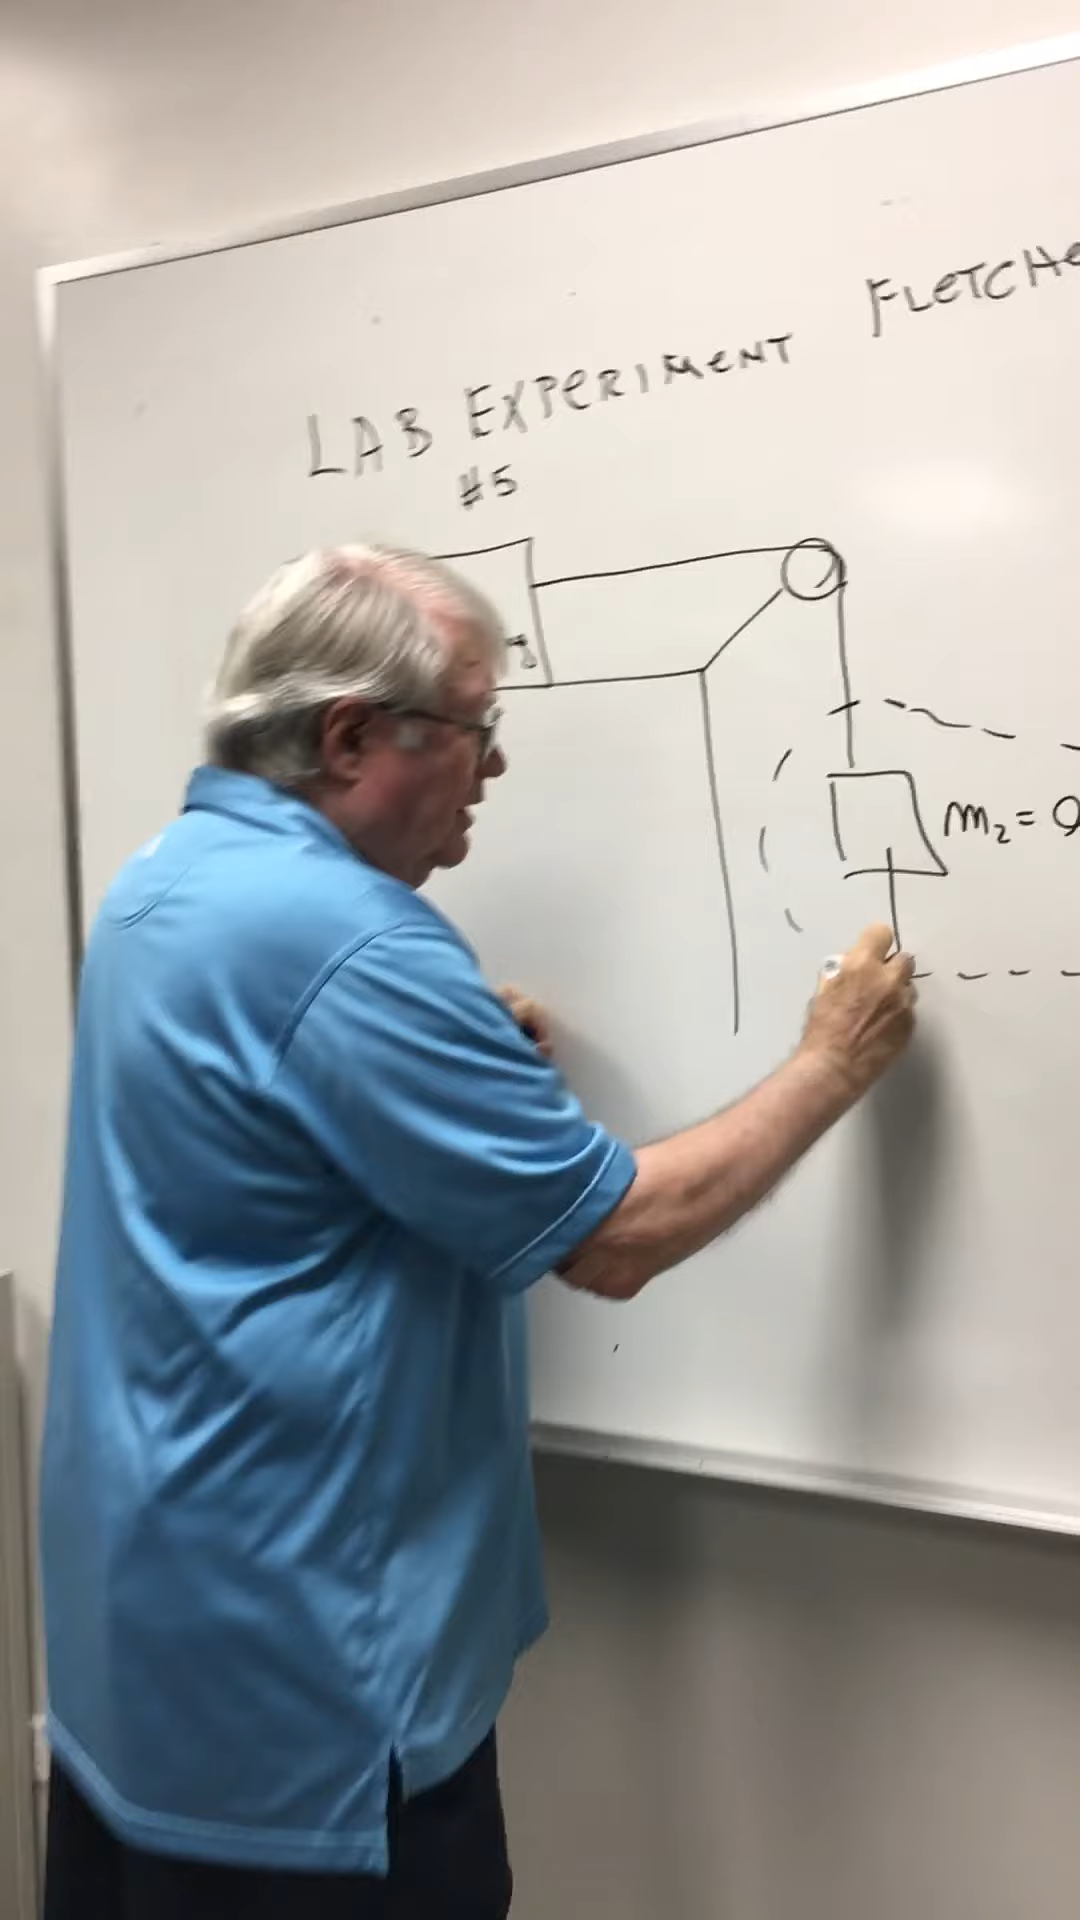 LAB EXPERIMENT FLETCHE
#5
m₂ = 0